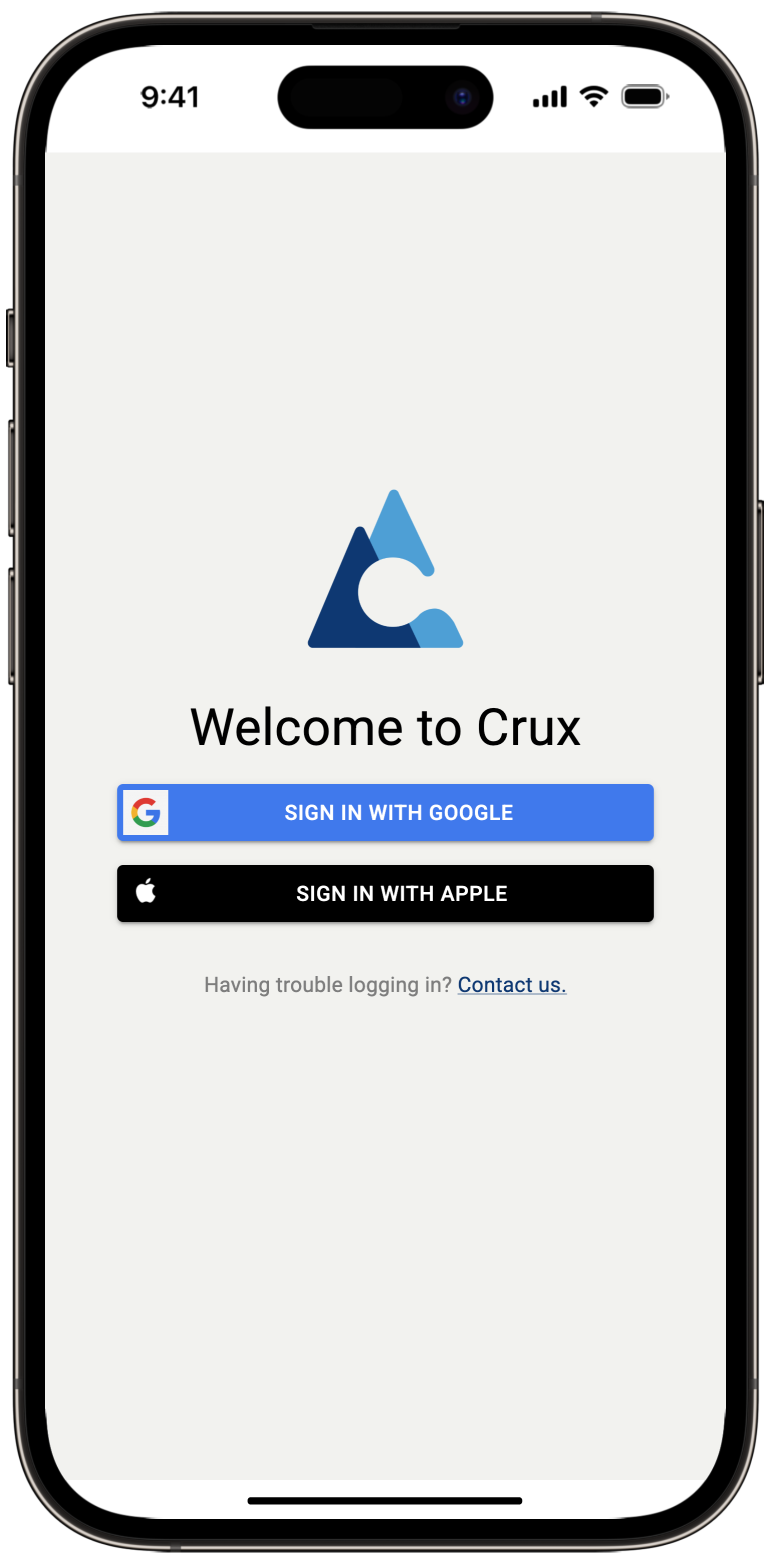 9:41
Welcome to Crux
SIGN IN WITH GOOGLE
SIGN IN WITH APPLE
Having trouble logging in? Contact us.